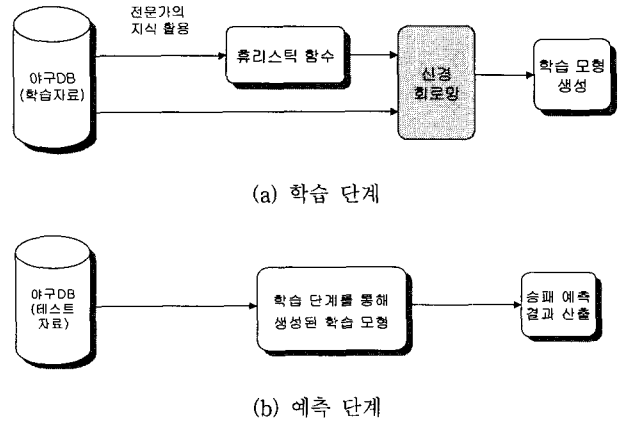 전문가의
지식 활용
야구DB
(학습자료)
휴리스틱 함수
신경
회로망
학습 모형
생성
(a) 학습 단계
야구DB
(테스트
자료)
학습 단계를 통해
생성된 학습 모형
승패 예측
결과 산출
(b) 예측 단계